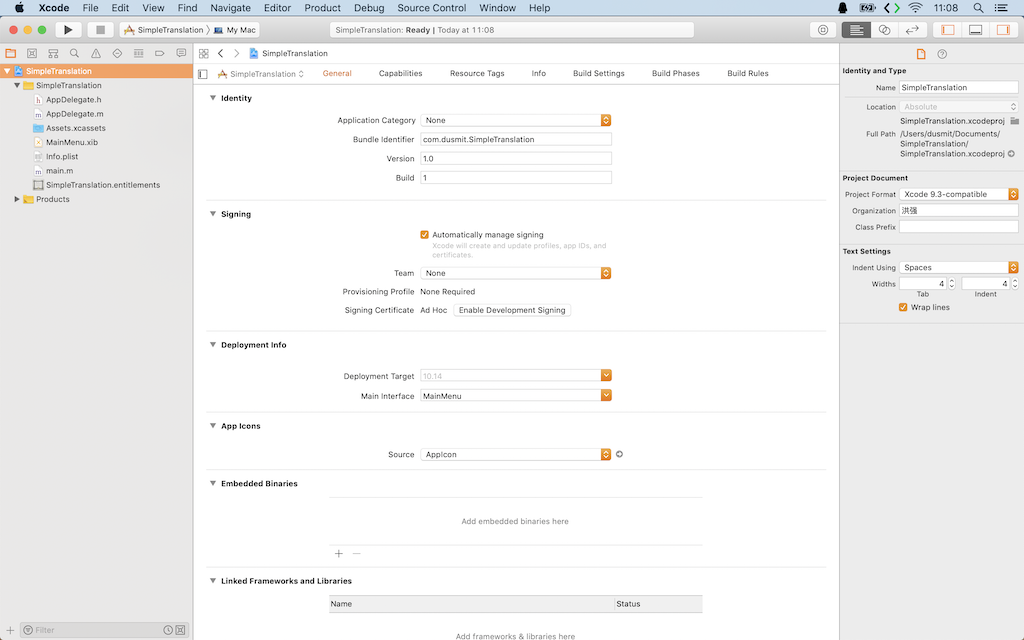 Xcode File Edit View Find Navigate Editor Product Debug Source Control Window Help 11:08
SimpleTranslation My Mac SimpleTranslation: Ready | Today at 11:08
SimpleTranslation
SimpleTranslation
AppDelegate.h
AppDelegate.m
Assets.xcassets
MainMenu.xib
Info.plist
main.m
SimpleTranslation.entitlements
Products
Filter
SimpleTranslation
SimpleTranslation General Capabilities Resource Tags Info Build Settings Build Phases Build Rules
Identity
Application Category None
Bundle Identifier com.dusmit.SimpleTranslation
Version 1.0
Build 1
Signing
Automatically manage signing
Xcode will create and update profiles, app IDs, and
certificates.
Team None
Provisioning Profile None Required
Signing Certificate Ad Hoc Enable Development Signing
Deployment Info
Deployment Target 10.14
Main Interface MainMenu
App Icons
Source AppIcon
Embedded Binaries
Add embedded binaries here
Linked Frameworks and Libraries
Name Status
Add frameworks & libraries here
Identity and Type
Name SimpleTranslation
Location Absolute
SimpleTranslation.xcodeproj
Full Path /Users/dusmit/Documents/
SimpleTranslation/
SimpleTranslation.xcodeproj
Project Document
Project Format Xcode 9.3-compatible
Organization 洪强
Class Prefix
Text Settings
Indent Using Spaces
Widths 4 4
Tab Indent
Wrap lines